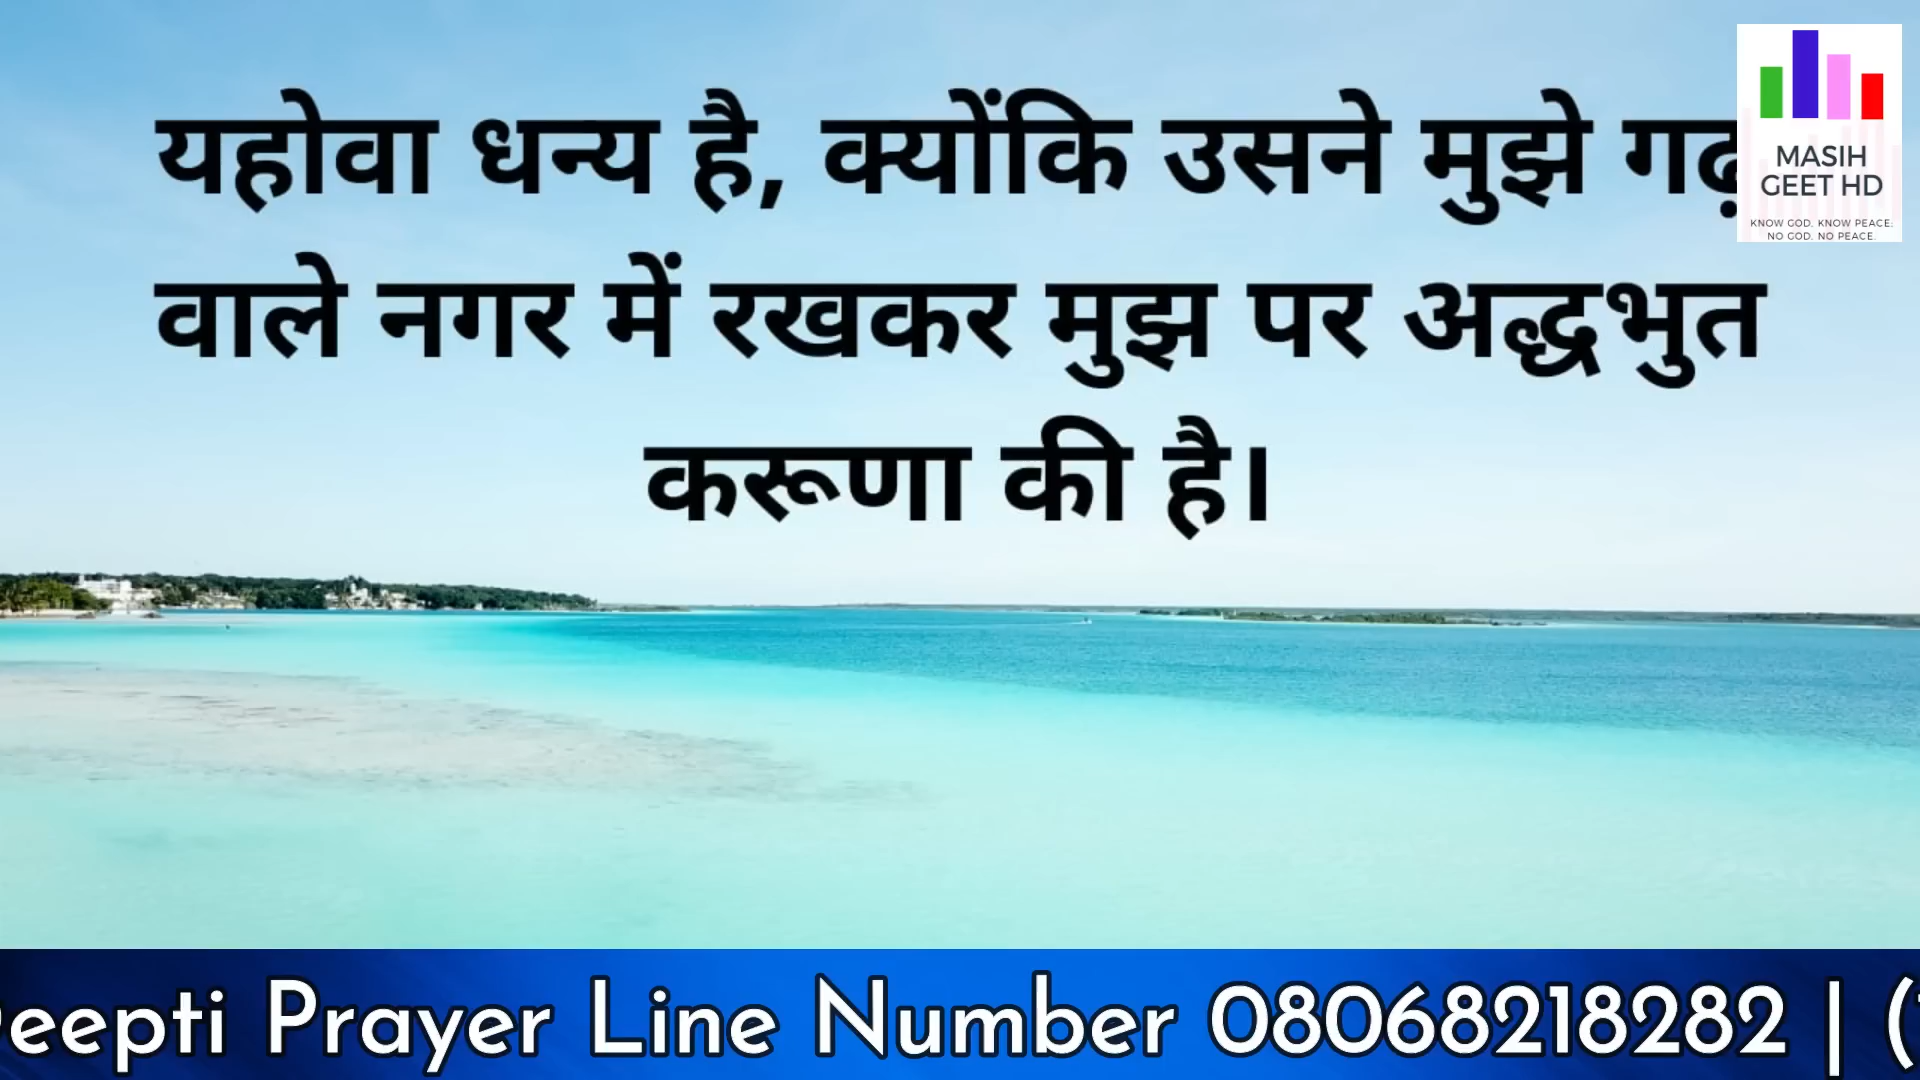 यहोवा धन्य है, क्योंकि उसने मुझे गढ़
वाले नगर में रखकर मुझ पर अद्धभुत
करूणा की है।
MASIH
GEET HD
KNOW GOD. KNOW PEACE:
NO GOD. NO PEACE.
eepti Prayer Line Number 08068218282 | (